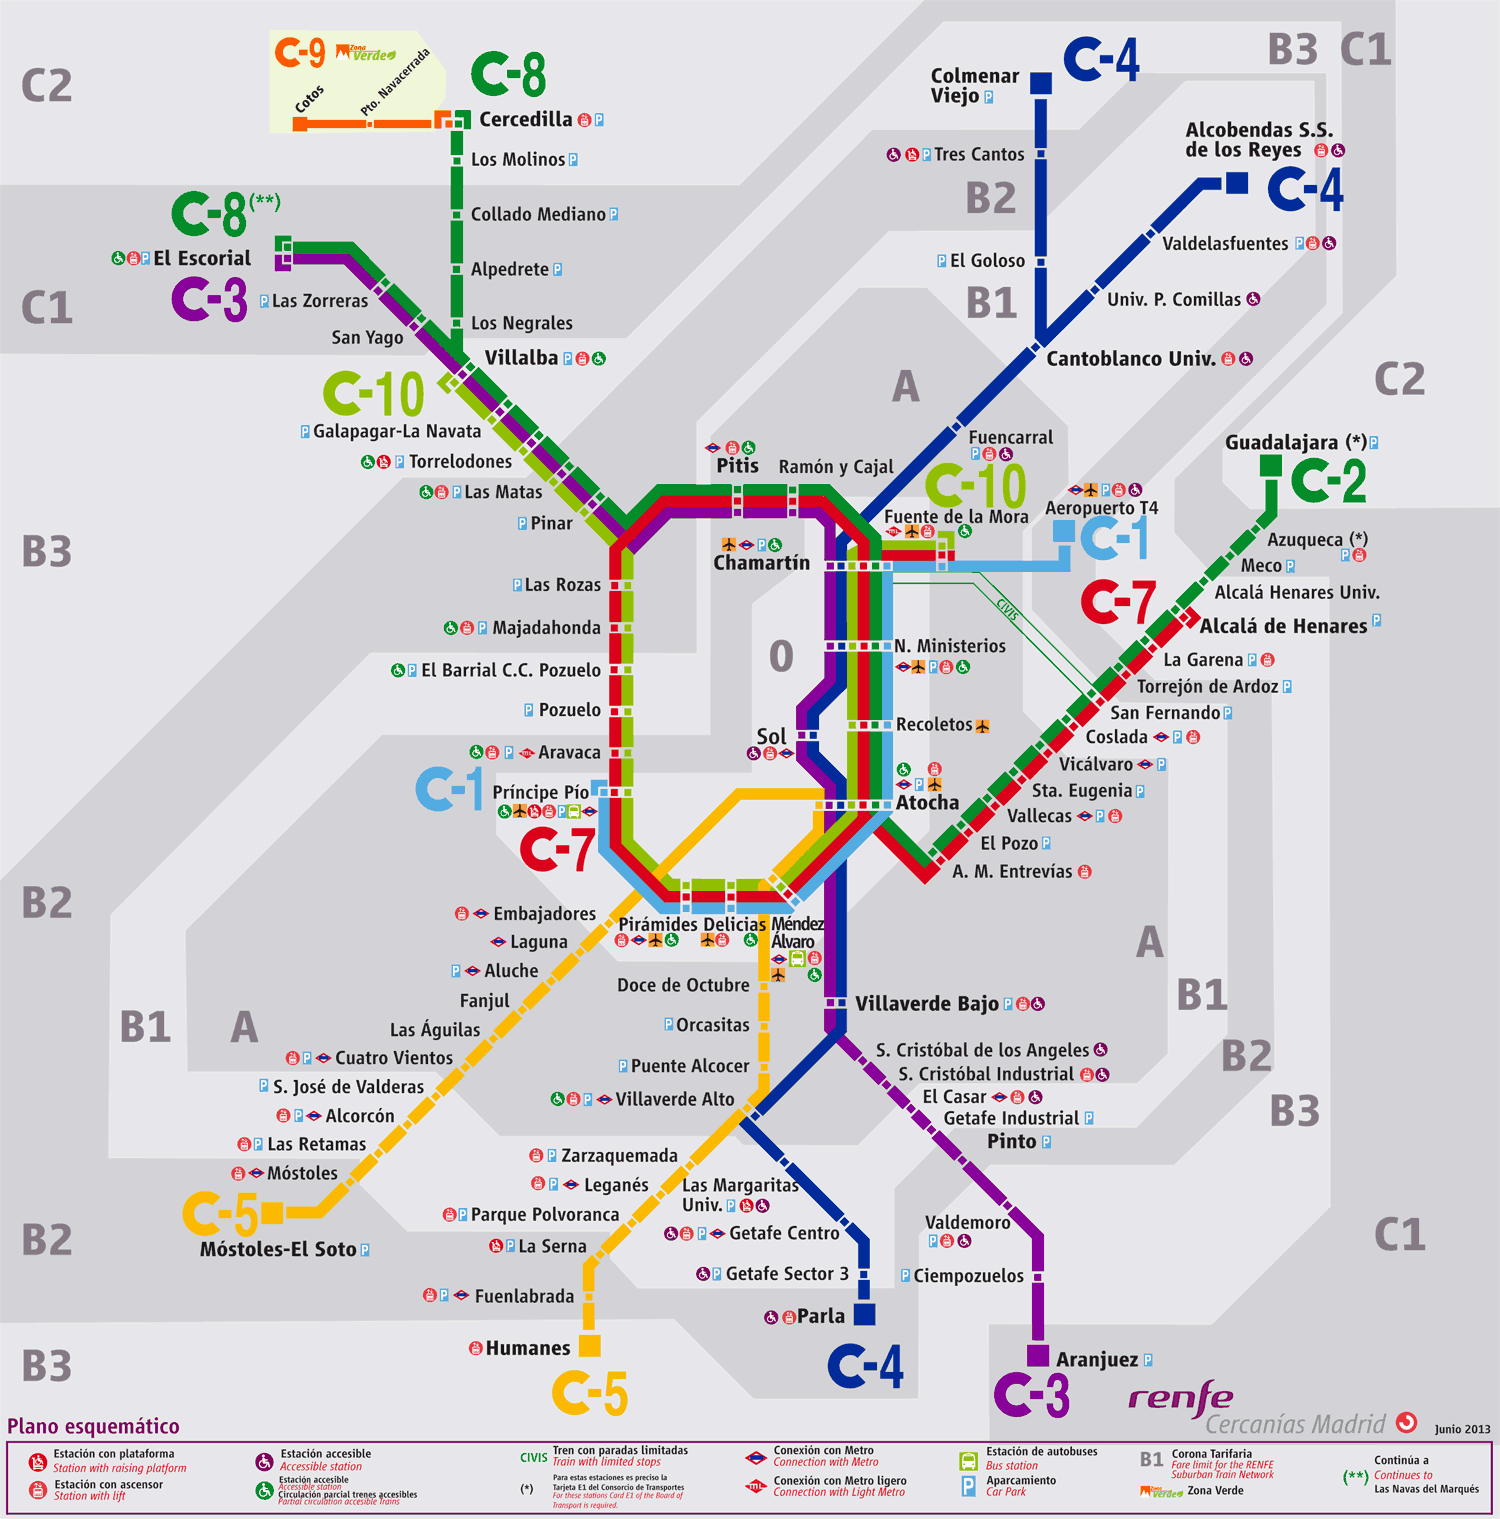 C-9 Zona Verde
Cotos
Pto. Navacerrada
C-8
Cercedilla
Los Molinos
Collado Mediano
Alpedrete
Los Negrales
Villalba
C2
C1
B3
B2
B2
B3
C-8(**)
El Escorial
C-3
Las Zorreras
San Yago
C-10
Galapagar-La Navata
Torrelodones
Las Matas
Pinar
Las Rozas
Majadahonda
El Barrial C.C. Pozuelo
Pozuelo
Aravaca
C-1
Príncipe Pío
C-7
Colmenar
Viejo
C-4
B3
C1
Alcobendas S.S.
de los Reyes
C-4
Tres Cantos
B2
Valdelasfuentes
El Goloso
B1
Univ. P. Comillas
Cantoblanco Univ.
A
C2
Fuencarral
C-10
Fuente de la Mora
Pitis
Ramón y Cajal
Chamartín
Aeropuerto T4
C-1
Guadalajara (*)
C-2
Azuqueca (*)
Meco
Alcalá Henares Univ.
C-7
Alcalá de Henares
La Garena
Torrejón de Ardoz
San Fernando
Coslada
Vicálvaro
Sta. Eugenia
Vallecas
El Pozo
A. M. Entrevías
CIVIS
0
N. Ministerios
Recoletos
Sol
Atocha
Embajadores
Laguna
Aluche
Fanjul
Las Águilas
Cuatro Vientos
S. José de Valderas
Alcorcón
Las Retamas
Móstoles
C-5
Móstoles-El Soto
B1
A
Pirámides
Delicias
Méndez
Álvaro
Doce de Octubre
Orcasitas
Puente Alcocer
Villaverde Alto
Zarzaquemada
Leganés
Parque Polvoranca
La Serna
Fuenlabrada
Humanes
C-5
Las Margaritas
Univ.
Getafe Centro
Getafe Sector 3
Parla
C-4
Villaverde Bajo
S. Cristóbal de los Angeles
S. Cristóbal Industrial
El Casar
Getafe Industrial
Pinto
Valdemoro
Ciempozuelos
Aranjuez
C-3
A
B1
B2
B3
C1
renfe
Cercanías Madrid
Junio 2013
Plano esquemático
Estación con plataforma
Station with raising platform
Estación con ascensor
Station with lift
Estación accesible
Accessible station
Estación accesible
Accessible station
Circulación parcial trenes accesibles
Partial circulation accesible trains
CIVIS
Tren con paradas limitadas
Train with limited stops
(*)
Para estas estaciones es preciso la
Tarjeta E1 del Consorcio de Transportes
For these stations Card E1 of the Board of
Transport is required.
Conexión con Metro
Connection with Metro
Conexión con Metro ligero
Connection with Light Metro
Estación de autobuses
Bus station
P
Aparcamiento
Car Park
B1
Corona Tarifaria
Fare limit for the RENFE
Suburban Train Network
Zona Verde
Zona Verde
(**)
Continúa a
Continues to
Las Navas del Marqués